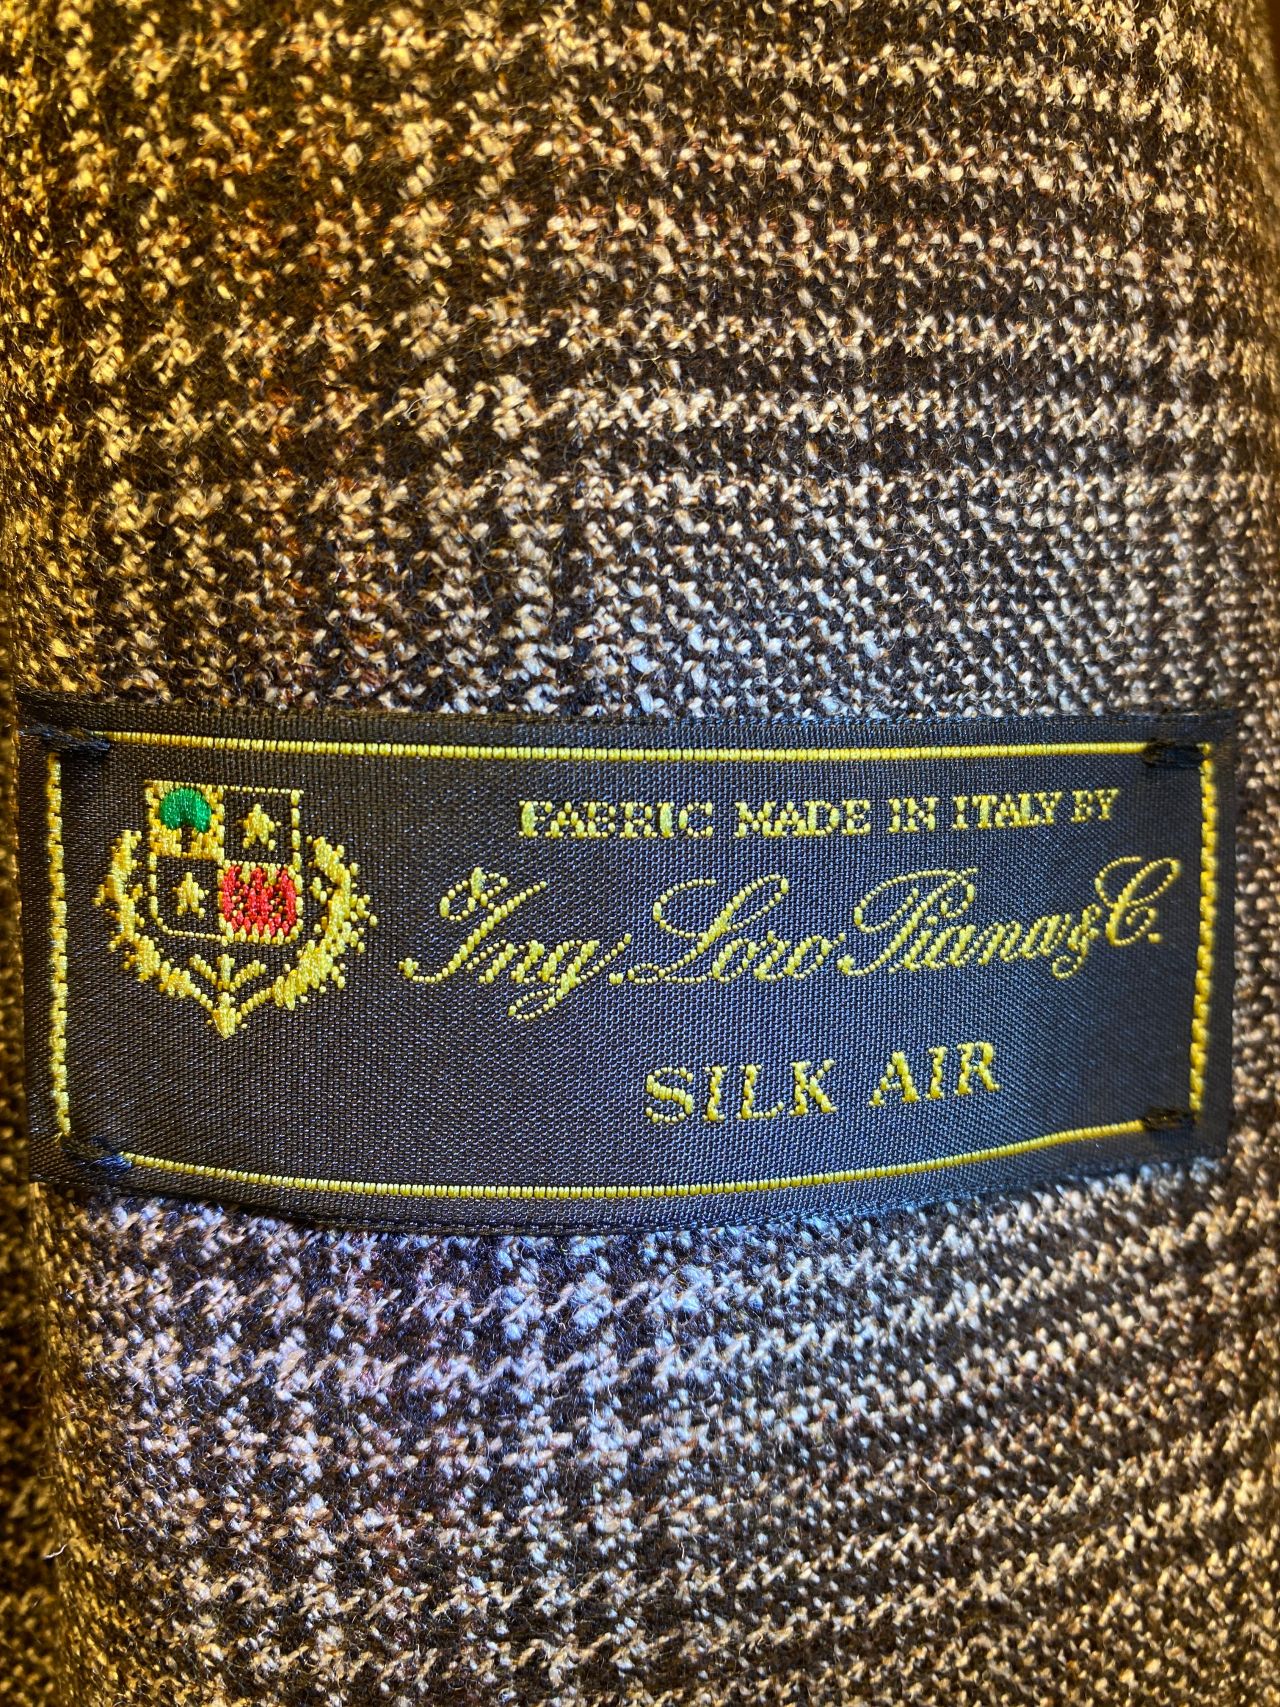 FABRIC MADE IN ITALY BY
Ing. Loro Piana & C.
SILK AIR